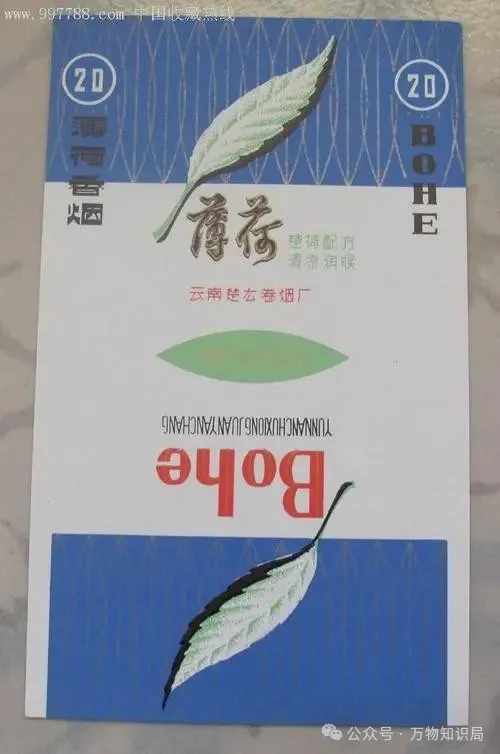 www.997788.com 中国收藏热线
20
薄荷香烟
20
BOHE
薄荷
荷配方
清凉润喉
云南楚厷卷烟厂
YUNNANCHUXIONGJUANYANCHANG
Bohe
公众号 · 万物知识局